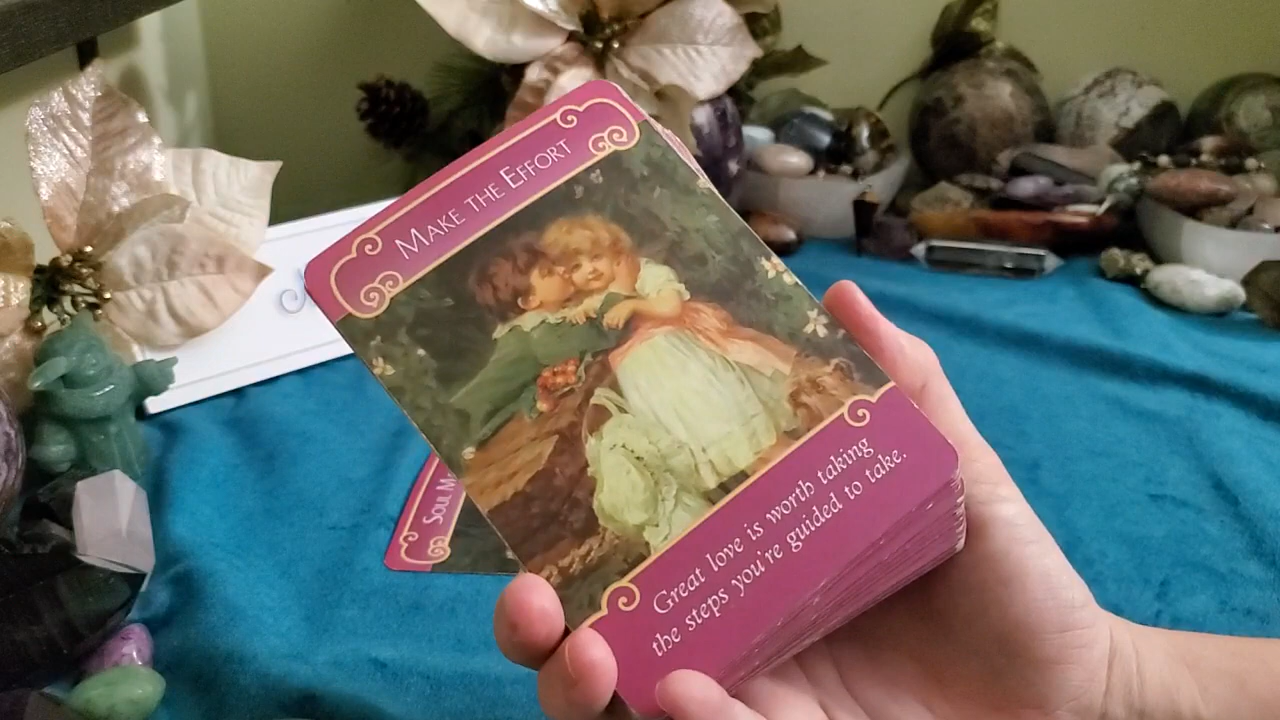 MAKE THE EFFORT
Great love is worth taking
the steps you're guided to take.
SOUL